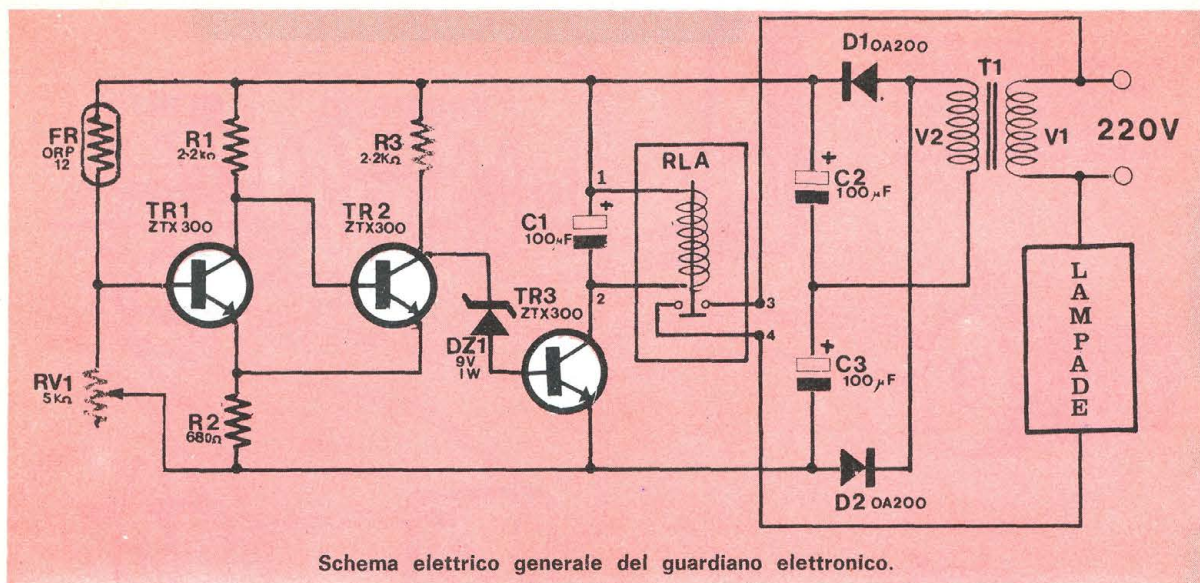 FR
ORP
12
R1
2·2kΩ
R3
2·2KΩ
TR1
ZTX300
TR2
ZTX300
RV1
5KΩ
R2
680Ω
TR3
ZTX300
DZ1
9V
1W
C1
100μF
+
1
2
RLA
3
4
D1 OA200
C2
100μF
+
C3
100μF
+
D2 OA200
T1
V2
V1
220V
LAMPADE
Schema elettrico generale del guardiano elettronico.